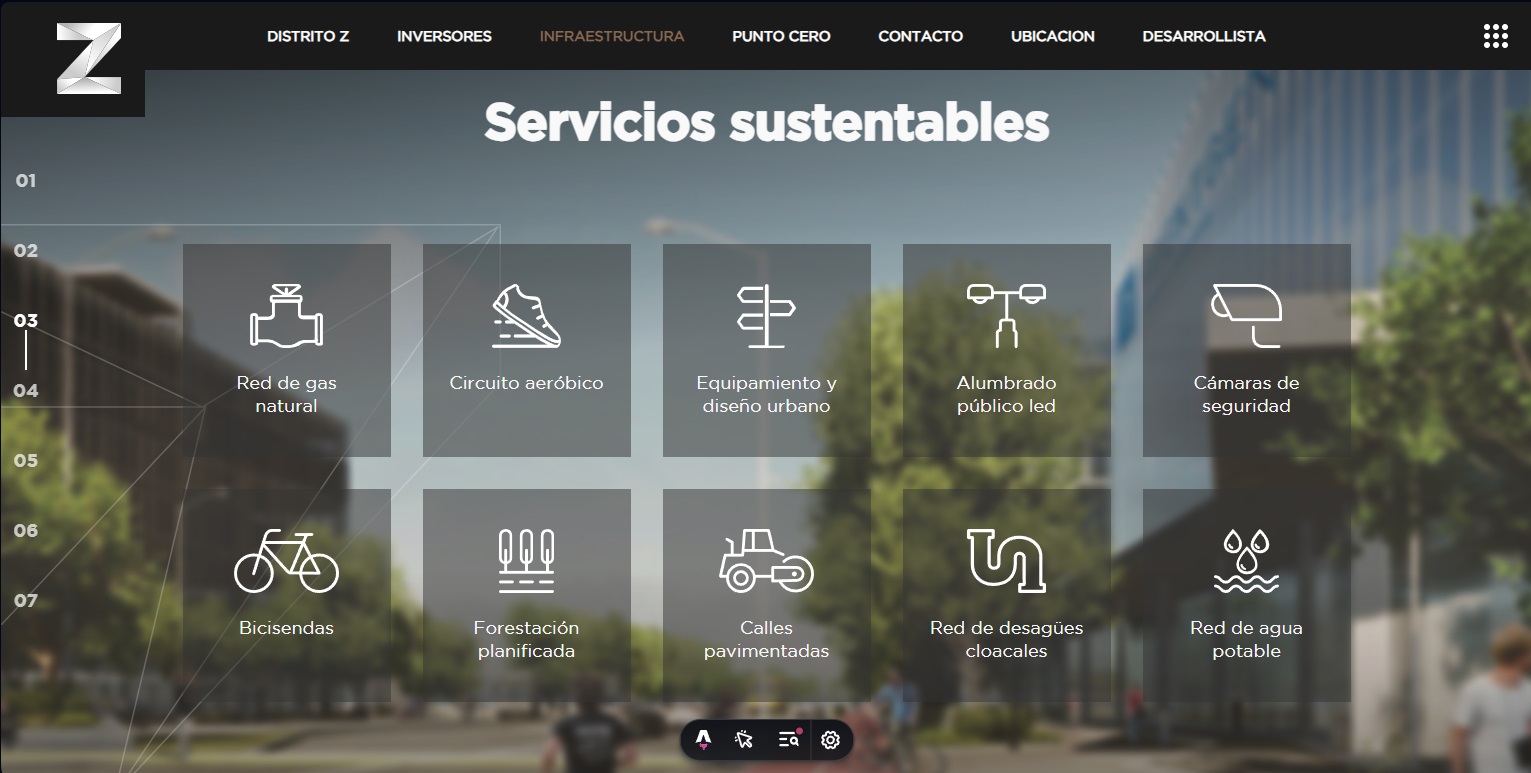 Z
DISTRITO Z
INVERSORES
INFRAESTRUCTURA
PUNTO CERO
CONTACTO
UBICACION
DESARROLLISTA
Servicios sustentables
01
02
03
04
05
06
07
Red de gas
natural
Circuito aeróbico
Equipamiento y
diseño urbano
Alumbrado
público led
Cámaras de
seguridad
Bicisendas
Forestación
planificada
Calles
pavimentadas
Red de desagües
cloacales
Red de agua
potable